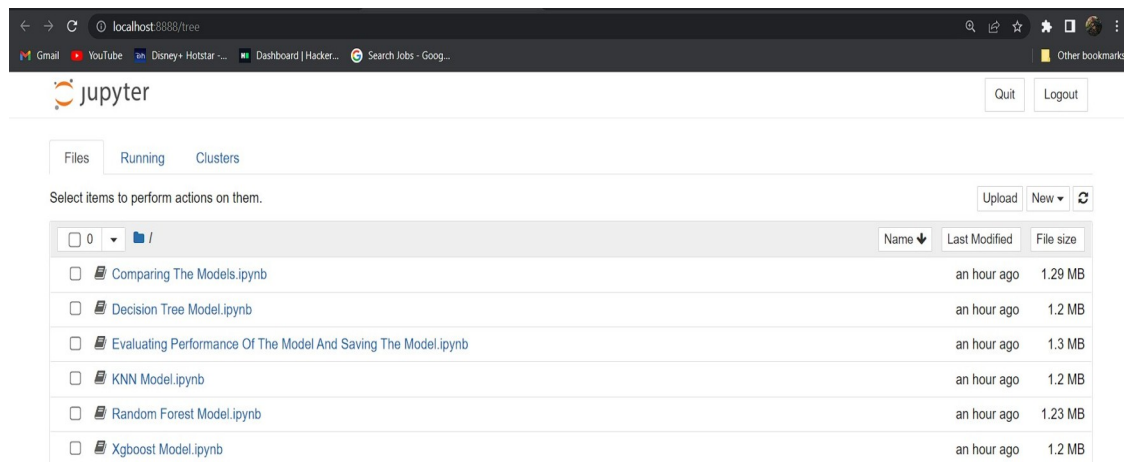 localhost:8888/tree
Gmail YouTube Disney+ Hotstar -... Dashboard | Hacker... Search Jobs - Goog... Other bookmarks
jupyter Quit Logout
Files Running Clusters
Select items to perform actions on them. Upload New
0 / Name Last Modified File size
Comparing The Models.ipynb an hour ago 1.29 MB
Decision Tree Model.ipynb an hour ago 1.2 MB
Evaluating Performance Of The Model And Saving The Model.ipynb an hour ago 1.3 MB
KNN Model.ipynb an hour ago 1.2 MB
Random Forest Model.ipynb an hour ago 1.23 MB
Xgboost Model.ipynb an hour ago 1.2 MB